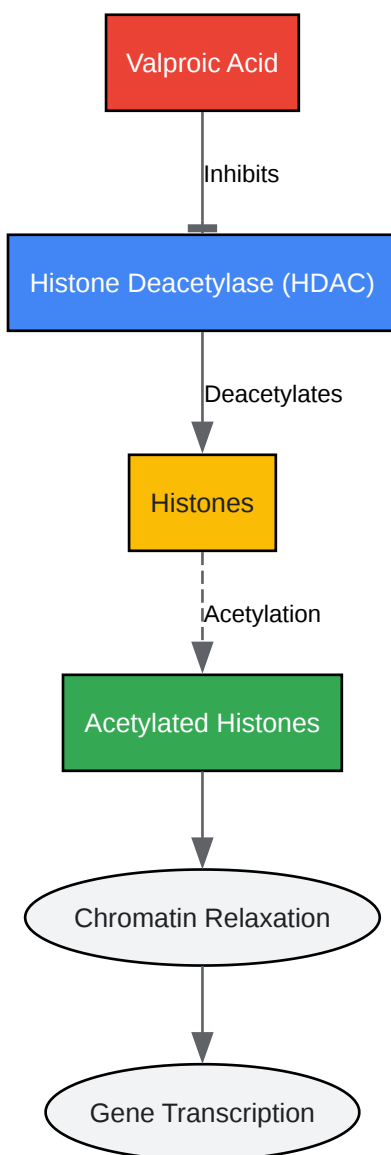 Valproic Acid
Inhibits
Histone Deacetylase (HDAC)
Deacetylates
Histones
Acetylation
Acetylated Histones
Chromatin Relaxation
Gene Transcription